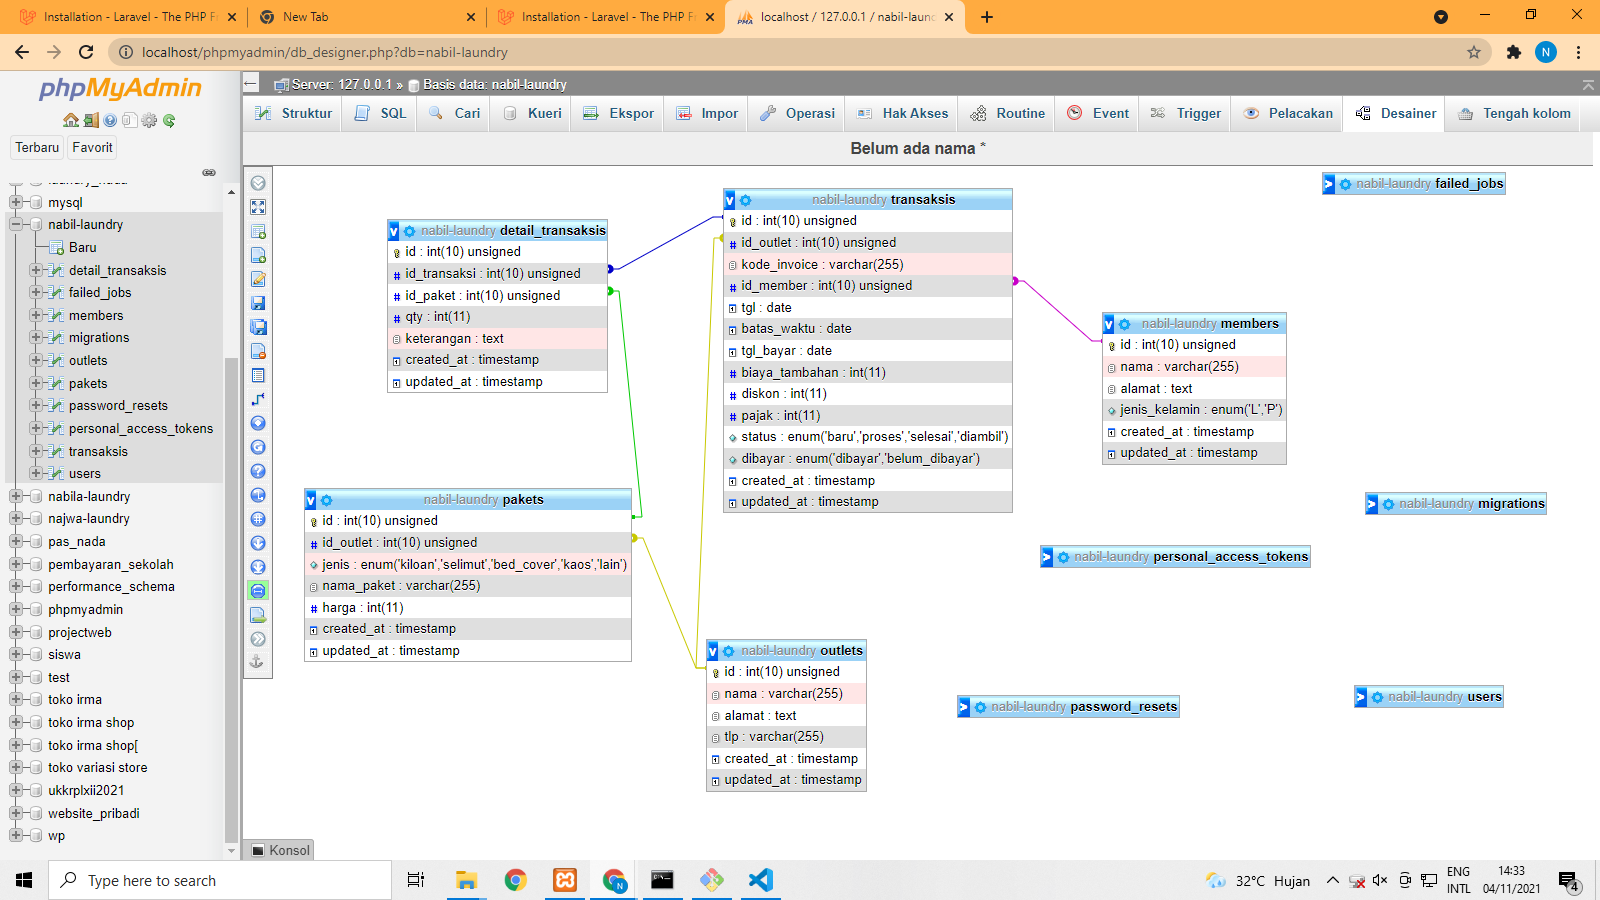 Installation - Laravel - The PHP Fr
New Tab
Installation - Laravel - The PHP Fr
localhost / 127.0.0.1 / nabil-laund
localhost/phpmyadmin/db_designer.php?db=nabil-laundry
N
phpMyAdmin
Terbaru
Favorit
mysql
nabil-laundry
Baru
detail_transaksis
failed_jobs
members
migrations
outlets
pakets
password_resets
personal_access_tokens
transaksis
users
nabila-laundry
najwa-laundry
pas_nada
pembayaran_sekolah
performance_schema
phpmyadmin
projectweb
siswa
test
toko irma
toko irma shop
toko irma shop[
toko variasi store
ukkrplxii2021
website_pribadi
wp
Server: 127.0.0.1 » Basis data: nabil-laundry
Struktur
SQL
Cari
Kueri
Ekspor
Impor
Operasi
Hak Akses
Routine
Event
Trigger
Pelacakan
Desainer
Tengah kolom
Belum ada nama *
nabil-laundry detail_transaksis
id : int(10) unsigned
id_transaksi : int(10) unsigned
id_paket : int(10) unsigned
qty : int(11)
keterangan : text
created_at : timestamp
updated_at : timestamp
nabil-laundry transaksis
id : int(10) unsigned
id_outlet : int(10) unsigned
kode_invoice : varchar(255)
id_member : int(10) unsigned
tgl : date
batas_waktu : date
tgl_bayar : date
biaya_tambahan : int(11)
diskon : int(11)
pajak : int(11)
status : enum('baru','proses','selesai','diambil')
dibayar : enum('dibayar','belum_dibayar')
created_at : timestamp
updated_at : timestamp
nabil-laundry failed_jobs
nabil-laundry members
id : int(10) unsigned
nama : varchar(255)
alamat : text
jenis_kelamin : enum('L','P')
created_at : timestamp
updated_at : timestamp
nabil-laundry pakets
id : int(10) unsigned
id_outlet : int(10) unsigned
jenis : enum('kiloan','selimut','bed_cover','kaos','lain')
nama_paket : varchar(255)
harga : int(11)
created_at : timestamp
updated_at : timestamp
nabil-laundry migrations
nabil-laundry personal_access_tokens
nabil-laundry outlets
id : int(10) unsigned
nama : varchar(255)
alamat : text
tlp : varchar(255)
created_at : timestamp
updated_at : timestamp
nabil-laundry password_resets
nabil-laundry users
Konsol
Type here to search
32°C Hujan
ENG
INTL
14:33
04/11/2021
4